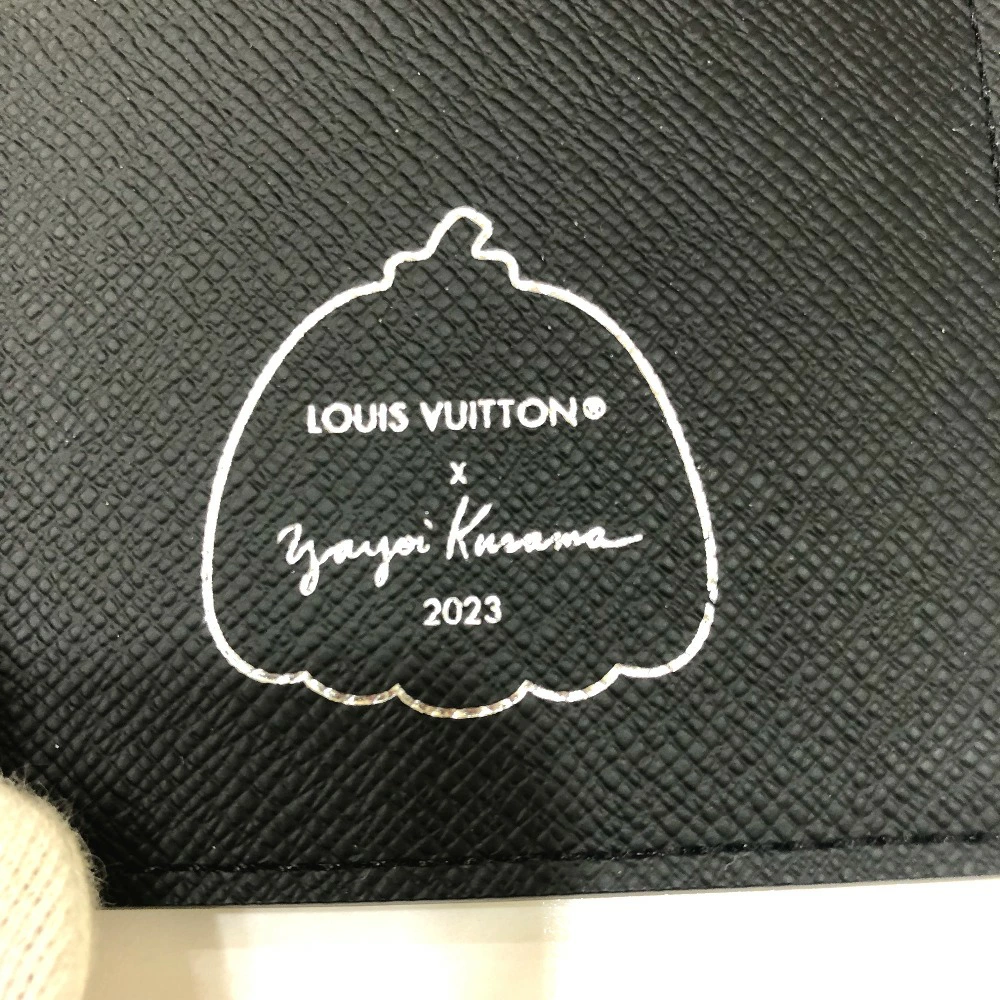 LOUIS VUITTON®
x
Yayoi Kusama
2023